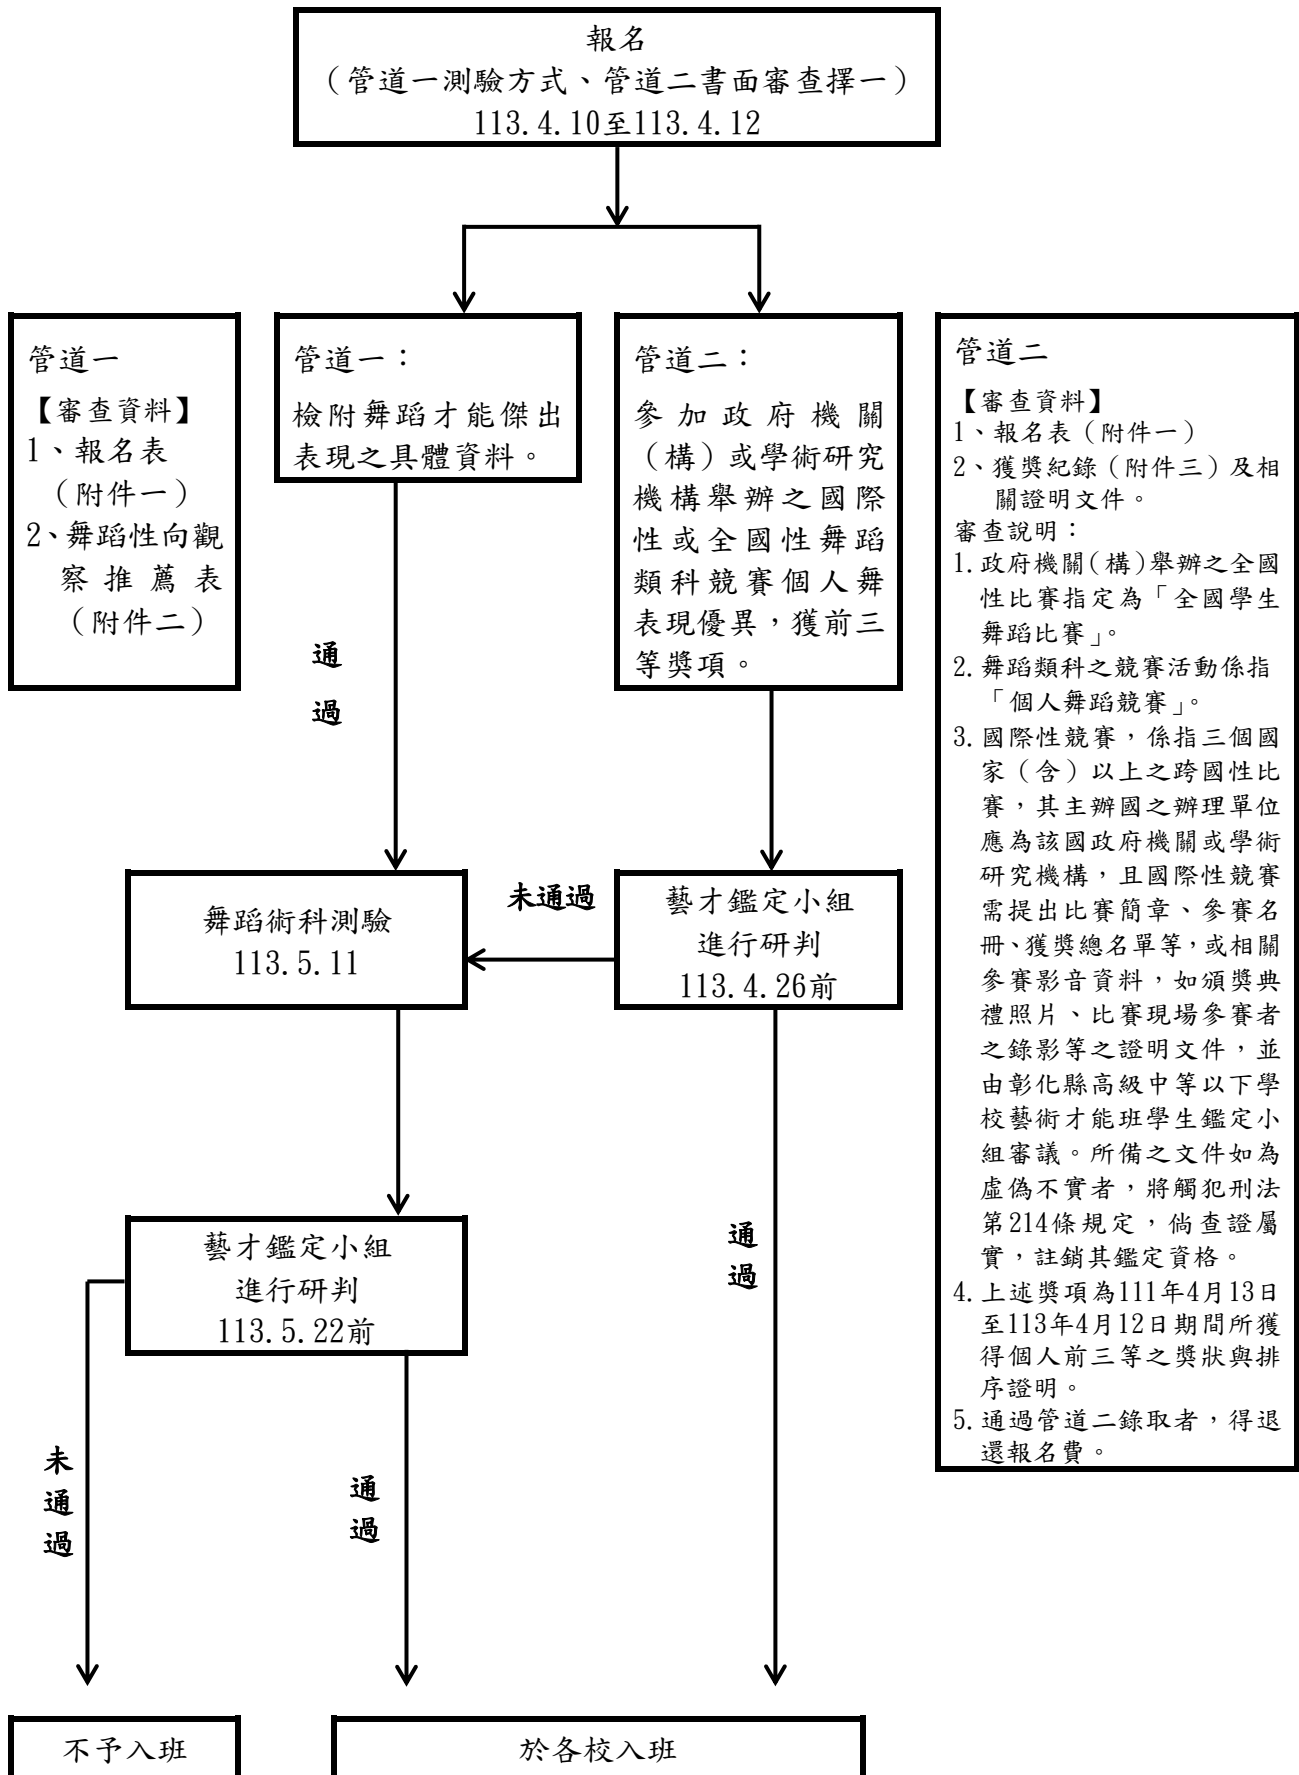 報名
（管道一測驗方式、管道二書面審查擇一）
113.4.10至113.4.12
管道一
【審查資料】
1、報名表
（附件一）
2、舞蹈性向觀
察推薦表
（附件二）
管道一：
檢附舞蹈才能傑出
表現之具體資料。
管道二：
參加政府機關
（構）或學術研究
機構舉辦之國際
性或全國性舞蹈
類科競賽個人舞
表現優異，獲前三
等獎項。
管道二
【審查資料】
1、報名表（附件一）
2、獲獎紀錄（附件三）及相
關證明文件。
審查說明：
1.政府機關(構)舉辦之全國
性比賽指定為「全國學生
舞蹈比賽」。
2.舞蹈類科之競賽活動係指
「個人舞蹈競賽」。
3.國際性競賽，係指三個國
家（含）以上之跨國性比
賽，其主辦國之辦理單位
應為該國政府機關或學術
研究機構，且國際性競賽
需提出比賽簡章、參賽名
冊、獲獎總名單等，或相關
參賽影音資料，如頒獎典
禮照片、比賽現場參賽者
之錄影等之證明文件，並
由彰化縣高級中等以下學
校藝術才能班學生鑑定小
組審議。所備之文件如為
虛偽不實者，將觸犯刑法
第214條規定，倘查證屬
實，註銷其鑑定資格。
4.上述獎項為111年4月13日
至113年4月12日期間所獲
得個人前三等之獎狀與排
序證明。
5.通過管道二錄取者，得退
還報名費。
通
過
舞蹈術科測驗
113.5.11
未通過
藝才鑑定小組
進行研判
113.4.26前
藝才鑑定小組
進行研判
113.5.22前
通
過
未
通
過
通
過
不予入班
於各校入班